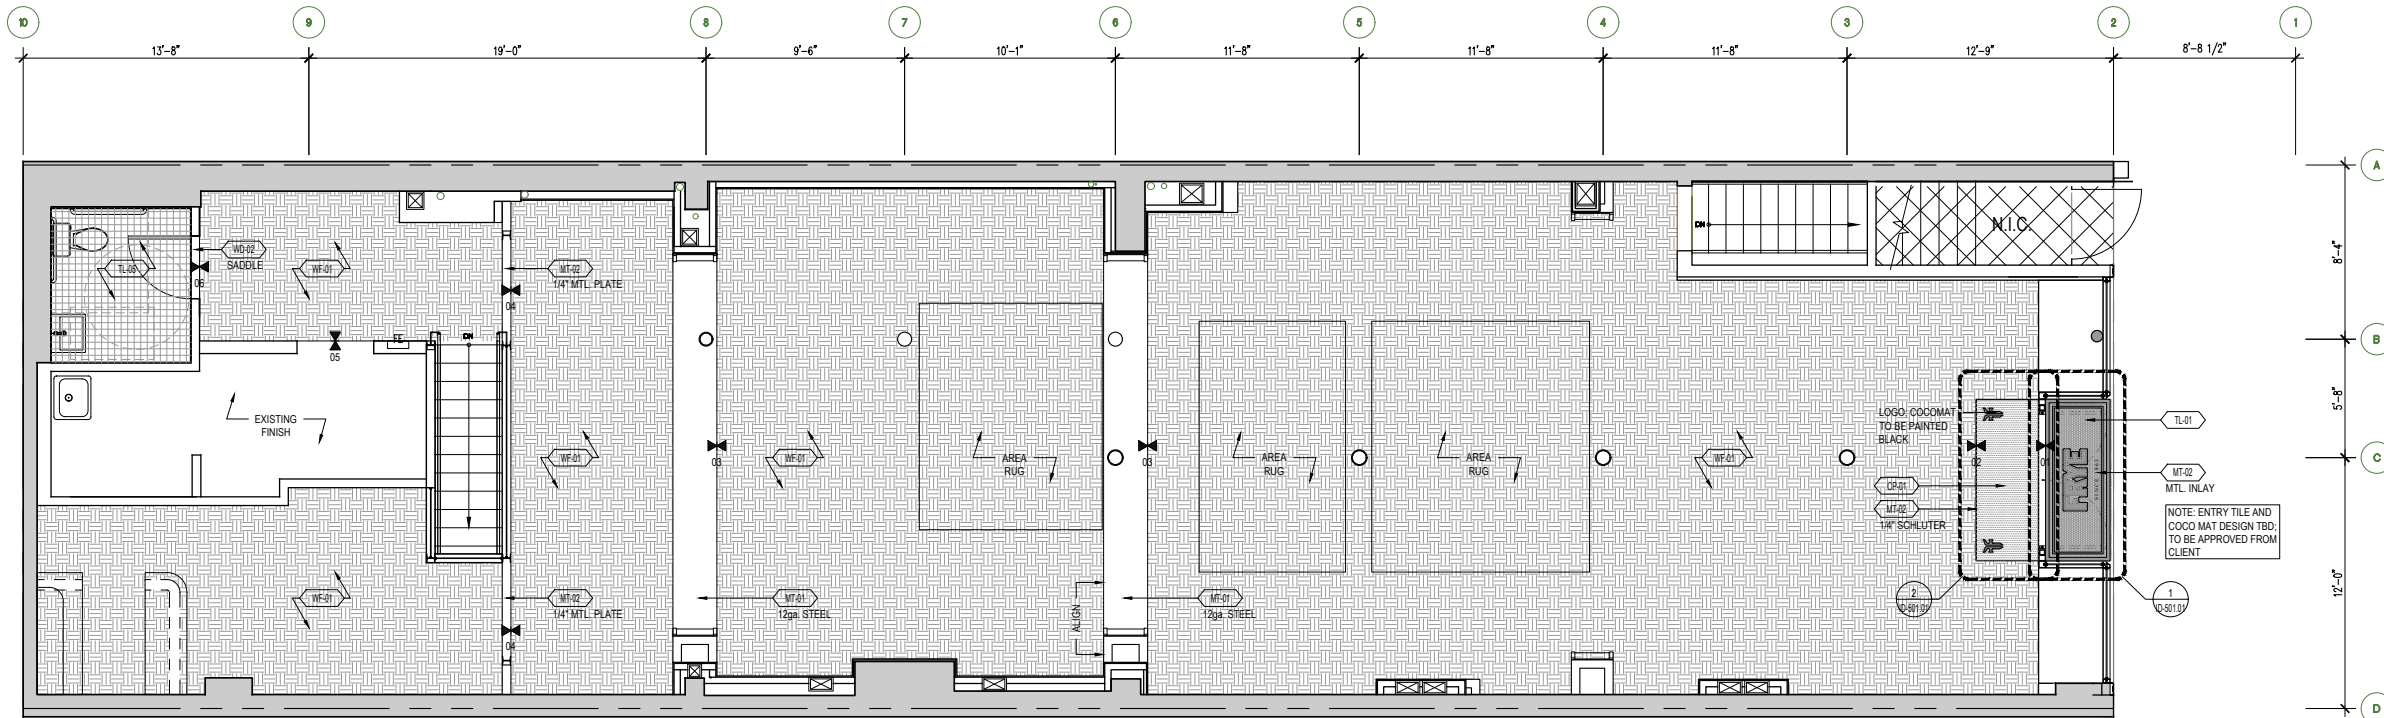 10 9 8 7 6 5 4 3 2 1
13'-8" 19'-0" 9'-6" 10'-1" 11'-8" 11'-8" 11'-8" 12'-9" 8'-8 1/2"
A
B
C
D
8'-4"
5'-8"
12'-0"
TL-05
WD-02
SADDLE
06
WF-01
MT-02
1/4" MTL. PLATE
04
05
FE
DN
EXISTING
FINISH
WF-01
WF-01
MT-02
1/4" MTL. PLATE
04
03
WF-01
MT-01
12ga. STEEL
AREA
RUG
ALIGN
03
MT-01
12ga. STEEL
AREA
RUG
AREA
RUG
WF-01
DN
N.I.C.
LOGO; COCOMAT
TO BE PAINTED
BLACK
02
01
CP-01
MT-02
1/4" SCHLUTER
TL-01
MT-02
MTL. INLAY
NOTE: ENTRY TILE AND
COCO MAT DESIGN TBD;
TO BE APPROVED FROM
CLIENT
2
ID-501.01
1
ID-501.01